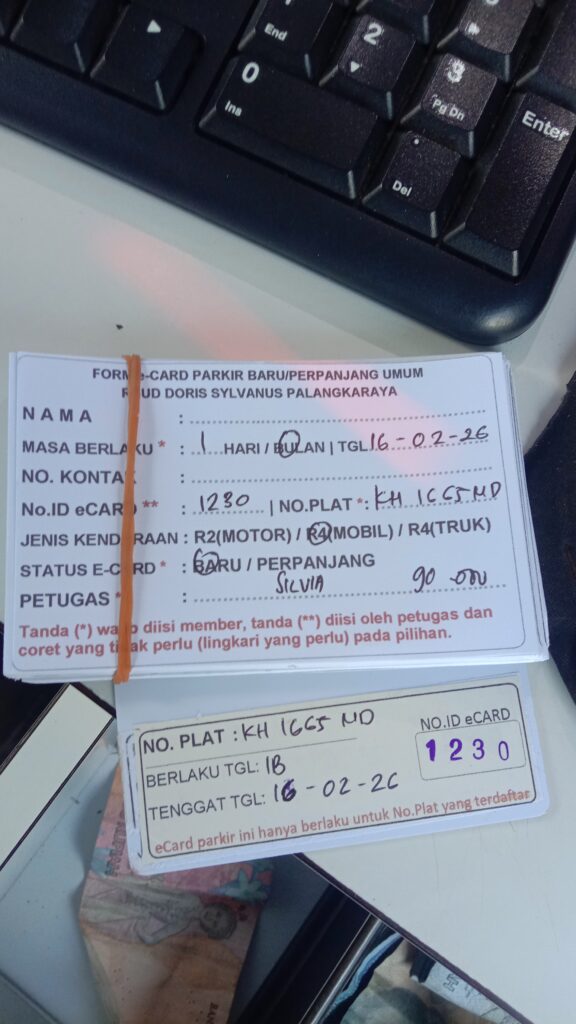 End
2
3
Pg Dn
0
Ins
.
Del
Enter
FORM e-CARD PARKIR BARU/PERPANJANG UMUM
RSUD DORIS SYLVANUS PALANGKARAYA
NAMA :
MASA BERLAKU * : 1 HARI / BULAN | TGL 16-02-26
NO. KONTAK :
No.ID eCARD ** : 1230 | NO.PLAT *: KH 1665 MD
JENIS KENDARAAN : R2(MOTOR) / R4(MOBIL) / R4(TRUK)
STATUS E-CARD * : BARU / PERPANJANG
PETUGAS * : SILVIA 90
Tanda (*) wajib diisi member, tanda (**) diisi oleh petugas dan
coret yang tidak perlu (lingkari yang perlu) pada pilihan.
NO. PLAT : KH 1665 MD
NO.ID eCARD
1230
BERLAKU TGL: 1B
TENGGAT TGL: 16-02-26
eCard parkir ini hanya berlaku untuk No.Plat yang terdaftar